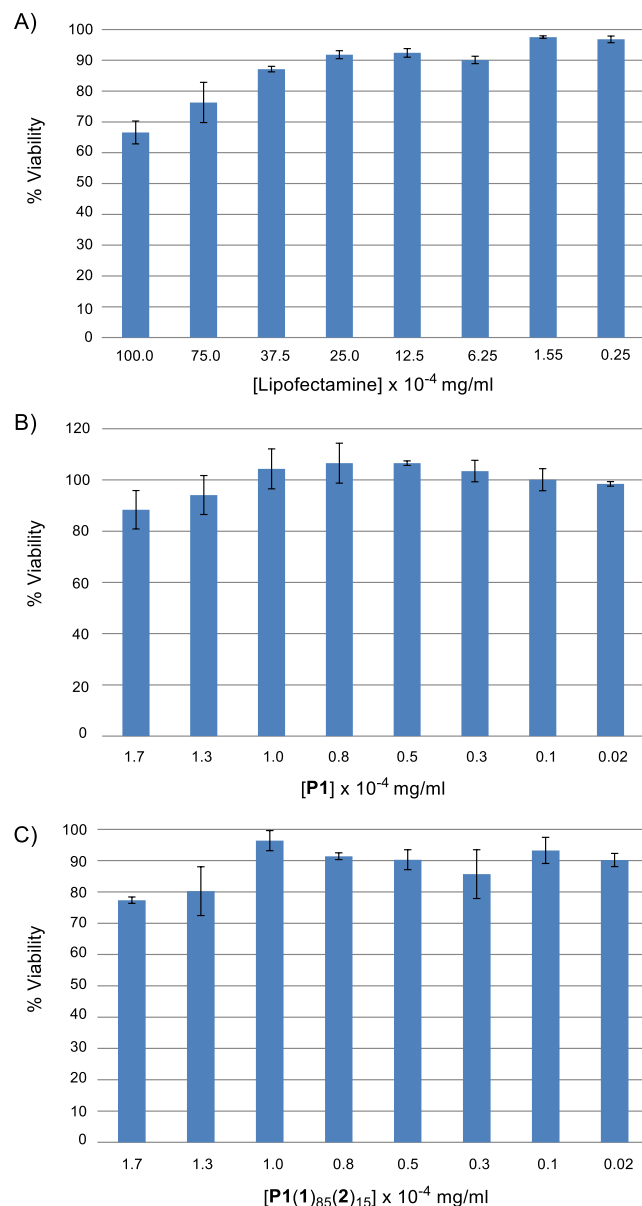 A)
100
90
80
70
60
50
40
30
20
10
0
% Viability
100.0 75.0 37.5 25.0 12.5 6.25 1.55 0.25
[Lipofectamine] x 10⁻⁴ mg/ml
B)
120
100
80
60
40
20
0
% Viability
1.7 1.3 1.0 0.8 0.5 0.3 0.1 0.02
[P1] x 10⁻⁴ mg/ml
C)
100
90
80
70
60
50
40
30
20
10
0
% Viability
1.7 1.3 1.0 0.8 0.5 0.3 0.1 0.02
[P1(1)₈₅(2)₁₅] x 10⁻⁴ mg/ml